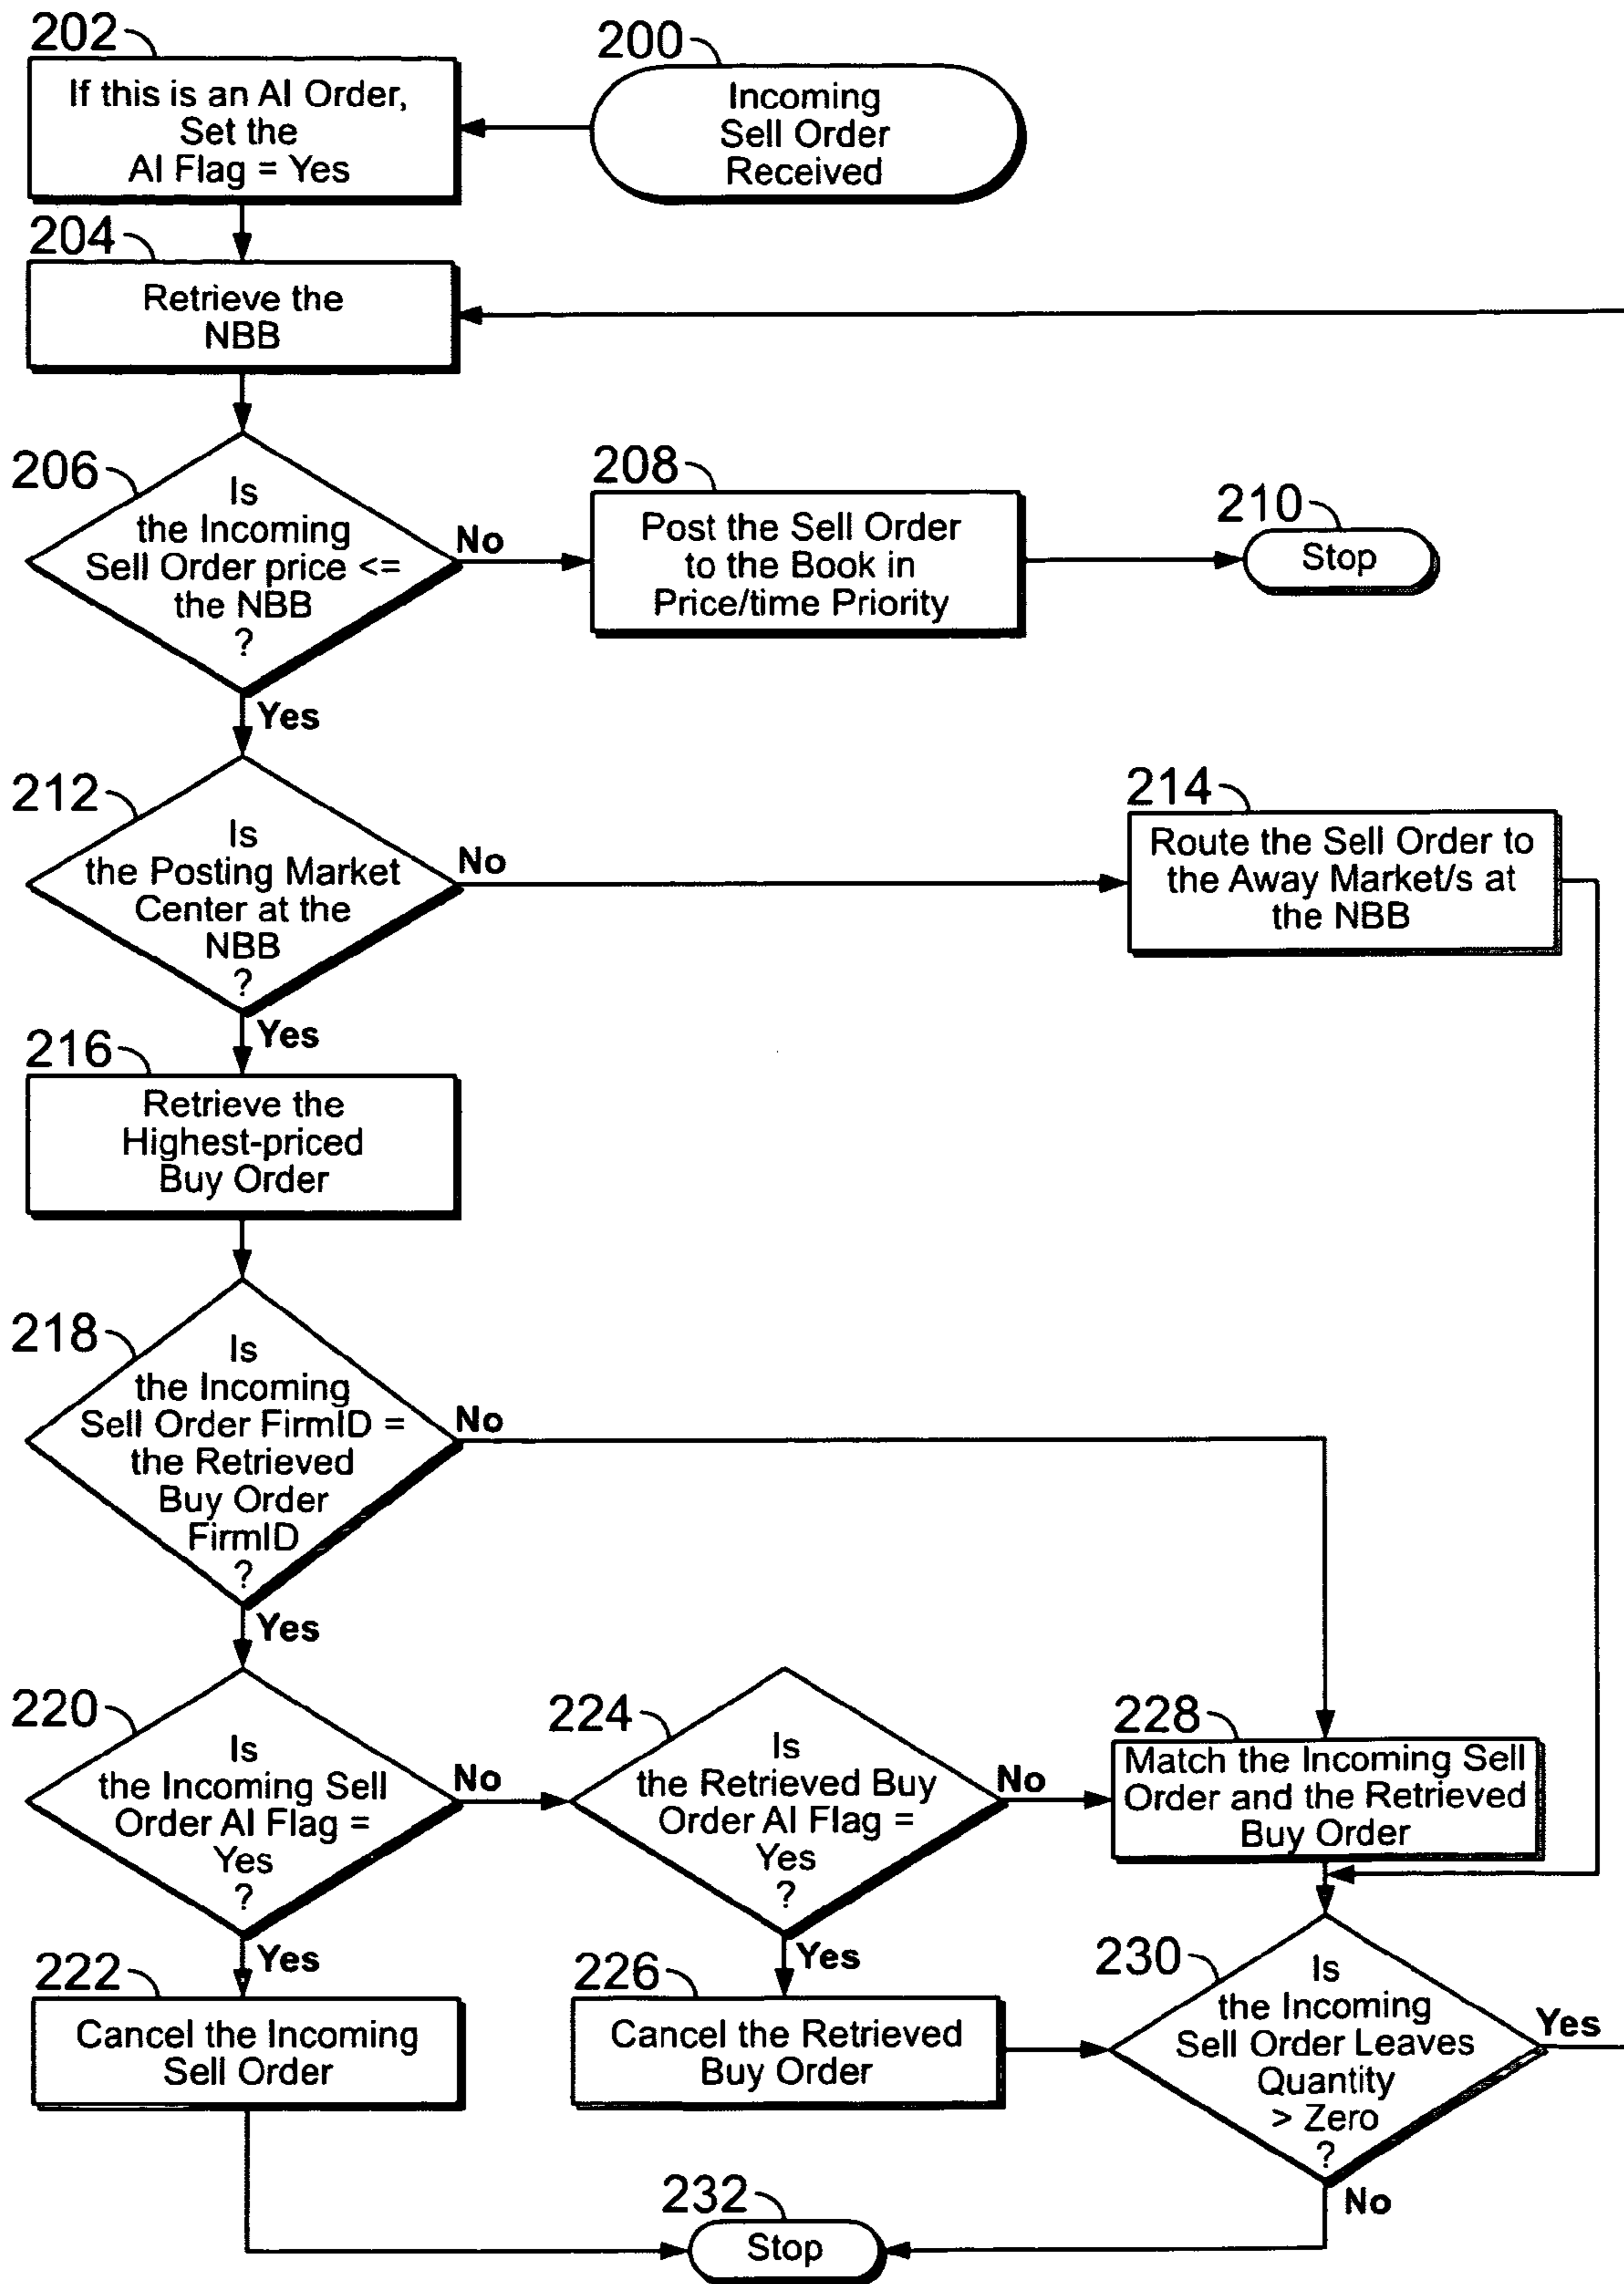 202
If this is an AI Order,
Set the
AI Flag = Yes
200
Incoming
Sell Order
Received
204
Retrieve the
NBB
206
Is
the Incoming
Sell Order price <=
the NBB
?
No
Yes
208
Post the Sell Order
to the Book in
Price/time Priority
210
Stop
212
Is
the Posting Market
Center at the
NBB
?
No
Yes
214
Route the Sell Order to
the Away Market/s at
the NBB
216
Retrieve the
Highest-priced
Buy Order
218
Is
the Incoming
Sell Order FirmID =
the Retrieved
Buy Order
FirmID
?
No
Yes
220
Is
the Incoming Sell
Order AI Flag =
Yes
?
No
Yes
224
Is
the Retrieved Buy
Order AI Flag =
Yes
?
No
Yes
228
Match the Incoming Sell
Order and the Retrieved
Buy Order
222
Cancel the Incoming
Sell Order
226
Cancel the Retrieved
Buy Order
230
Is
the Incoming
Sell Order Leaves
Quantity
> Zero
?
Yes
No
232
Stop